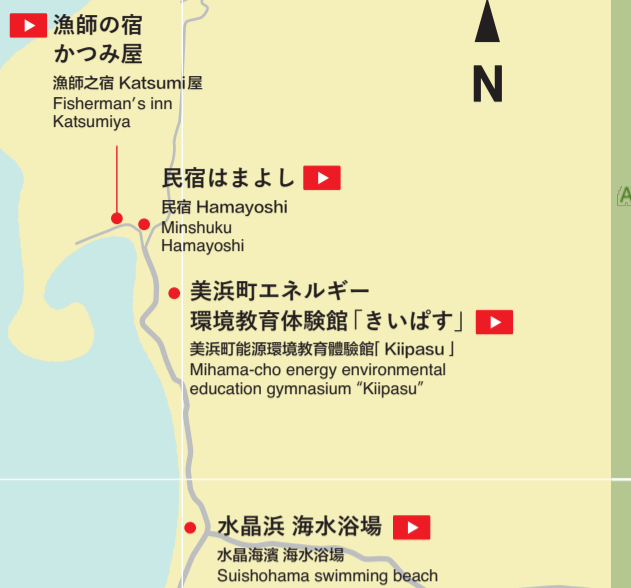 漁師の宿
かつみ屋
漁師之宿 Katsumi屋
Fisherman's inn
Katsumiya
N
民宿はまよし
民宿 Hamayoshi
Minshuku
Hamayoshi
A
美浜町エネルギー
環境教育体験館「きいぱす」
美浜町能源環境教育體驗館「 Kiipasu 」
Mihama-cho energy environmental
education gymnasium “Kiipasu”
水晶浜 海水浴場
水晶海濱 海水浴場
Suishohama swimming beach